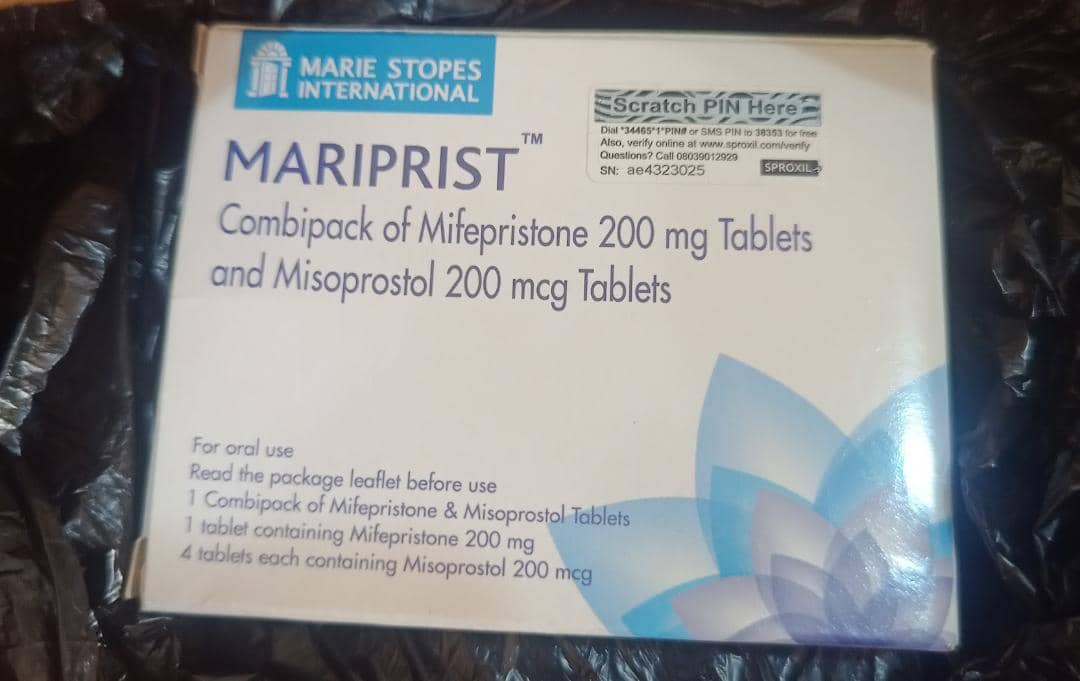 MARIE STOPES
INTERNATIONAL
Scratch PIN Here
Dial *34465*1*PIN# or SMS PIN to 38353 for free
Also, verify online at www.sproxil.com/verify
Questions? Call 08039012929
SN: ae4323025
SPROXIL
MARIPRIST™
Combipack of Mifepristone 200 mg Tablets
and Misoprostol 200 mcg Tablets
For oral use
Read the package leaflet before use
1 Combipack of Mifepristone & Misoprostol Tablets
1 tablet containing Mifepristone 200 mg
4 tablets each containing Misoprostol 200 mcg